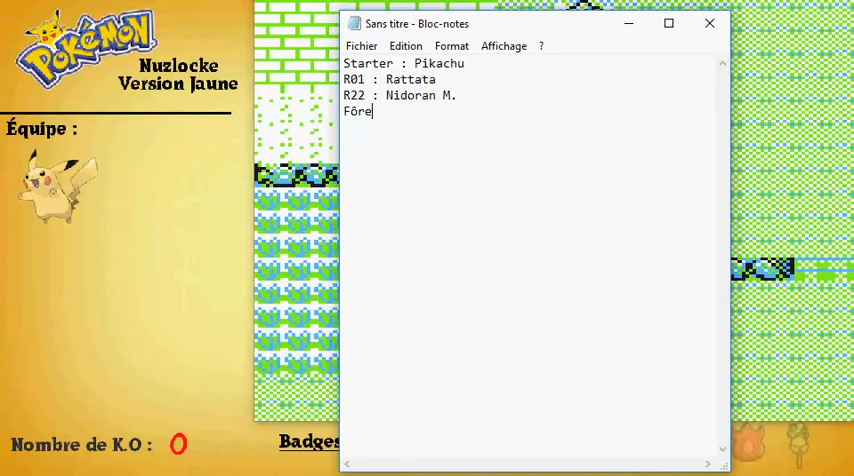 POKéMON
Nuzlocke
Version Jaune
Équipe :
Nombre de K.O : 0
Badges
Sans titre - Bloc-notes
Fichier Edition Format Affichage ?
Starter : Pikachu
R01 : Rattata
R22 : Nidoran M.
Fôre